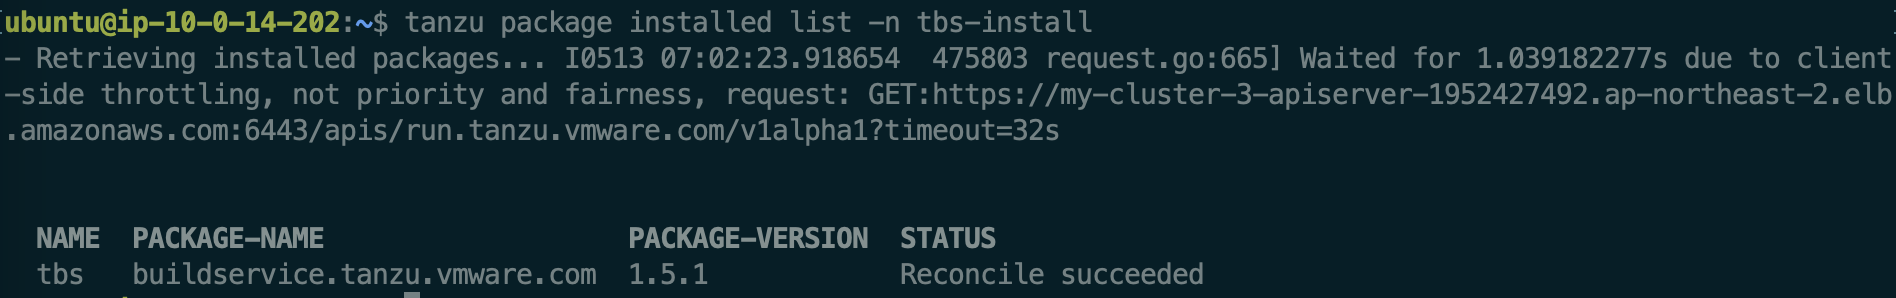 ubuntu@ip-10-0-14-202:~$ tanzu package installed list -n tbs-install
- Retrieving installed packages... I0513 07:02:23.918654  475803 request.go:665] Waited for 1.039182277s due to client
-side throttling, not priority and fairness, request: GET:https://my-cluster-3-apiserver-1952427492.ap-northeast-2.elb
.amazonaws.com:6443/apis/run.tanzu.vmware.com/v1alpha1?timeout=32s
NAME  PACKAGE-NAME                   PACKAGE-VERSION  STATUS
tbs   buildservice.tanzu.vmware.com  1.5.1            Reconcile succeeded